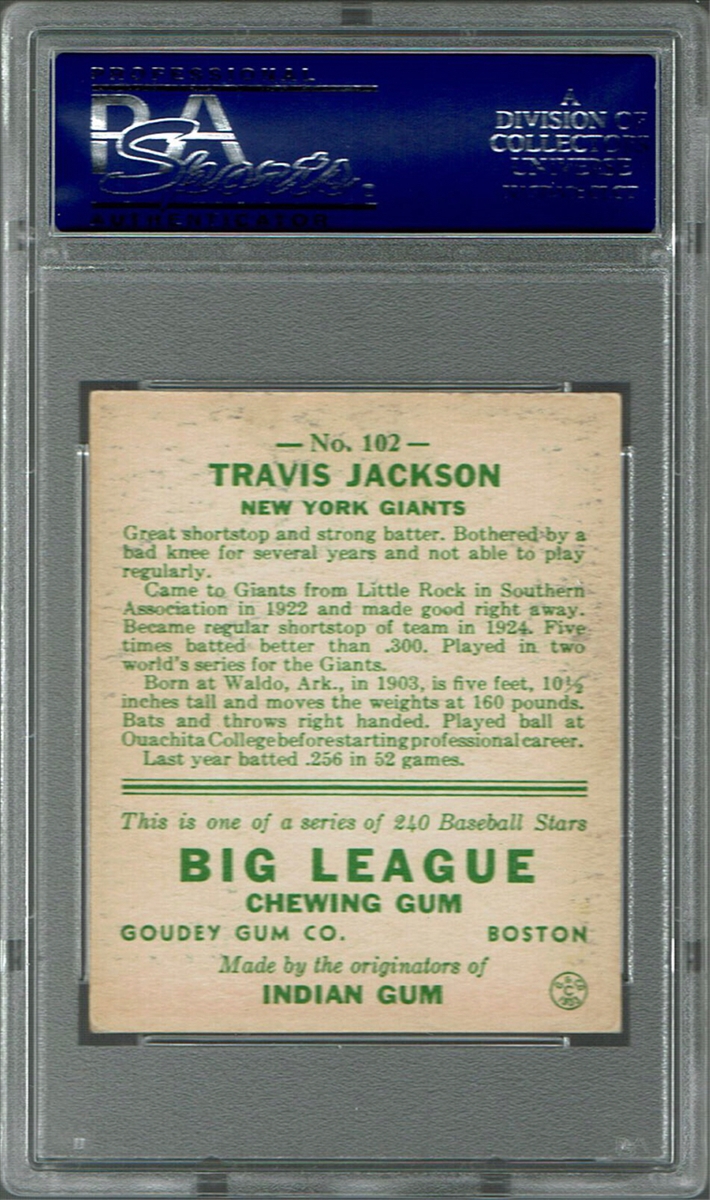 PROFESSIONAL
PSA
Sports
AUTHENTICATOR
A
DIVISION OF
COLLECTORS
UNIVERSE
— No. 102 —
TRAVIS JACKSON
NEW YORK GIANTS
Great shortstop and strong batter. Bothered by a
bad knee for several years and not able to play
regularly.
Came to Giants from Little Rock in Southern
Association in 1922 and made good right away.
Became regular shortstop of team in 1924. Five
times batted better than .300. Played in two
world's series for the Giants.
Born at Waldo, Ark., in 1903, is five feet, 10½
inches tall and moves the weights at 160 pounds.
Bats and throws right handed. Played ball at
Ouachita College before starting professional career.
Last year batted .256 in 52 games.
This is one of a series of 240 Baseball Stars
BIG LEAGUE
CHEWING GUM
GOUDEY GUM CO. BOSTON
Made by the originators of
INDIAN GUM